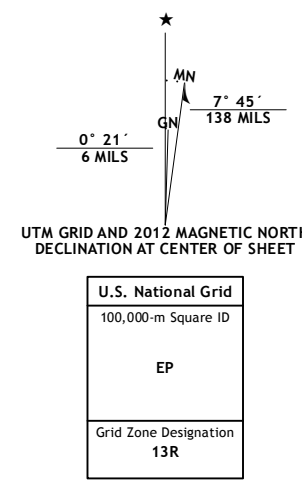 ★
MN
7° 45´
138 MILS
GN
0° 21´
6 MILS
UTM GRID AND 2012 MAGNETIC NORTH
DECLINATION AT CENTER OF SHEET
U.S. National Grid
100,000-m Square ID
EP
Grid Zone Designation
13R